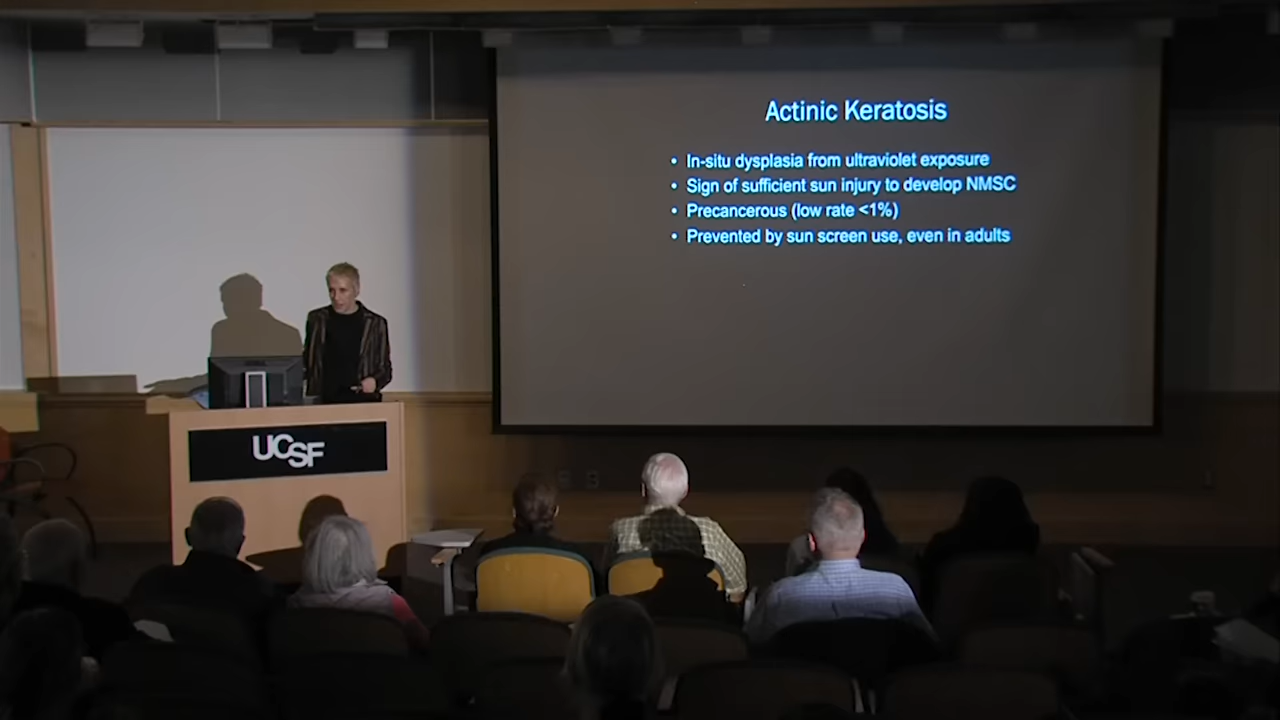 Actinic Keratosis
• In-situ dysplasia from ultraviolet exposure
• Sign of sufficient sun injury to develop NMSC
• Precancerous (low rate <1%)
• Prevented by sun screen use, even in adults
UCSF